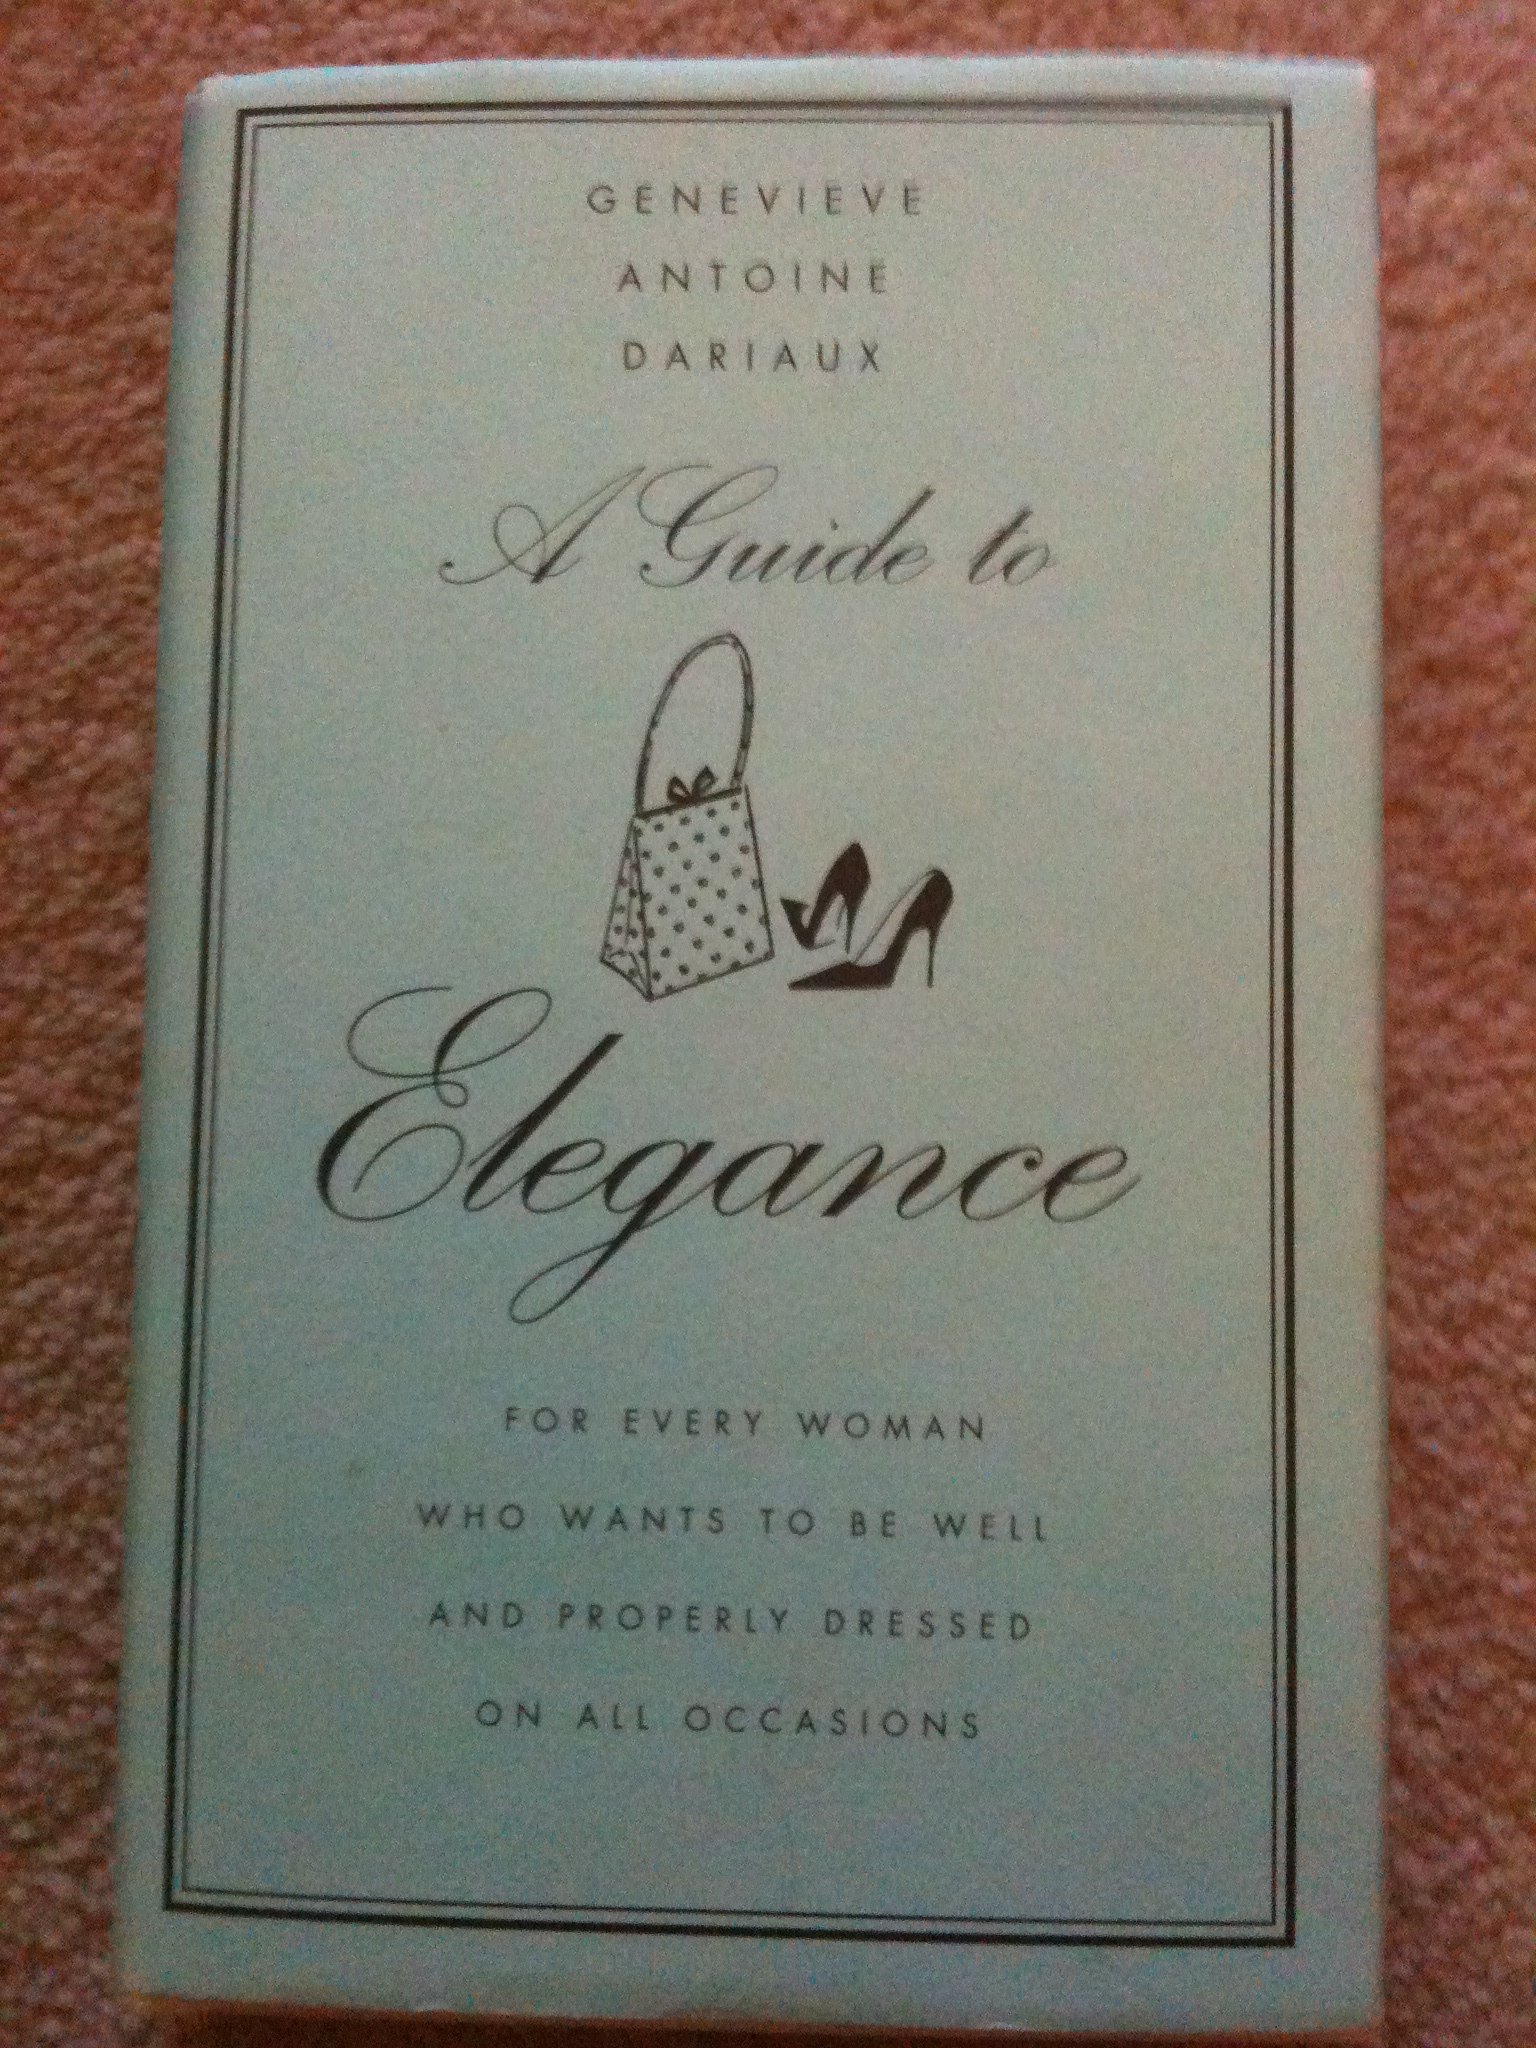 GENEVIEVE
ANTOINE
DARIAUX
A Guide to
Elegance
FOR EVERY WOMAN
WHO WANTS TO BE WELL
AND PROPERLY DRESSED
ON ALL OCCASIONS